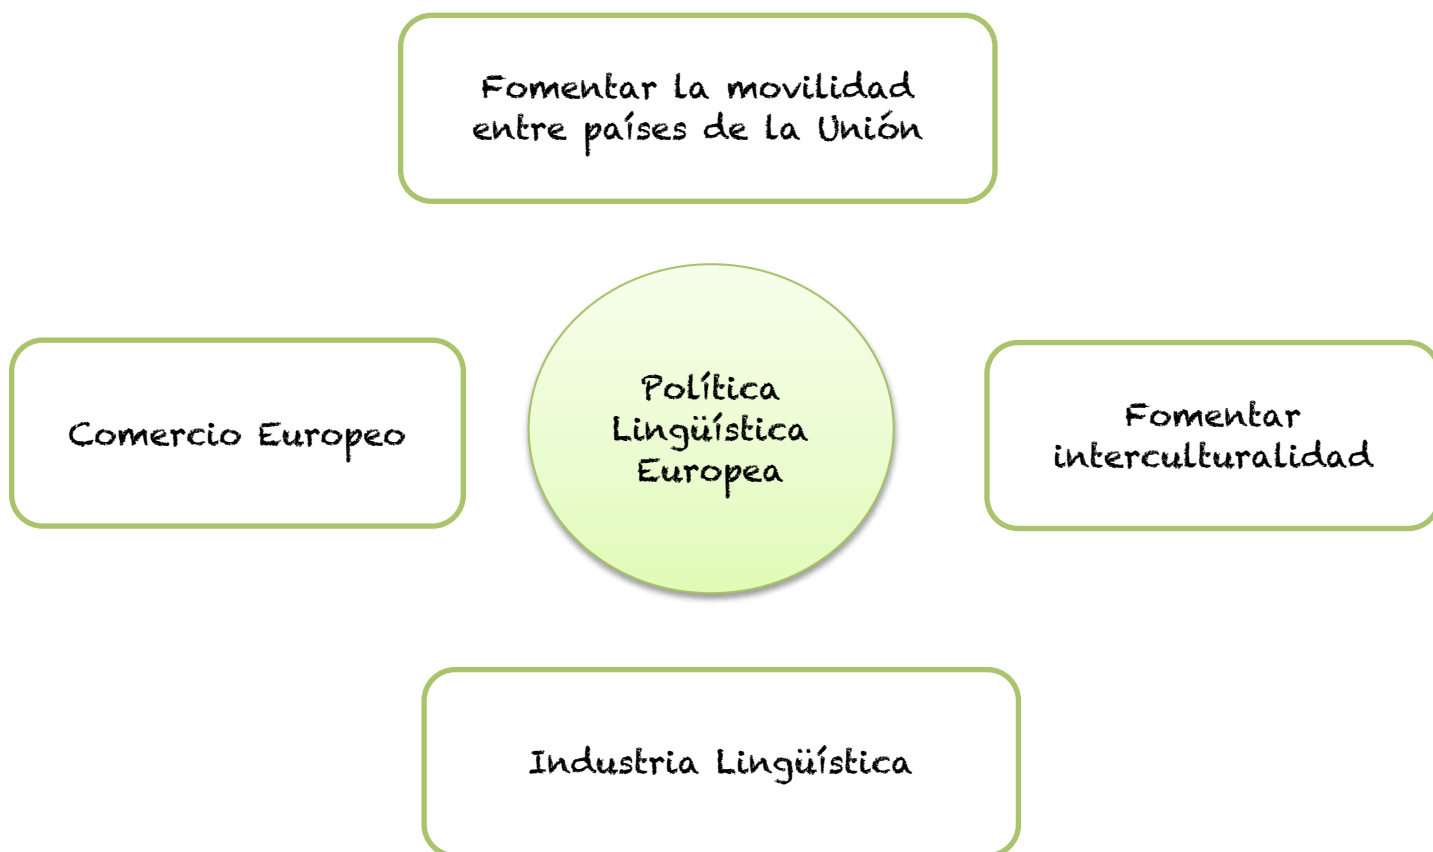 Fomentar la movilidad
entre países de la Unión
Comercio Europeo
Política
Lingüística
Europea
Fomentar
interculturalidad
Industria Lingüística